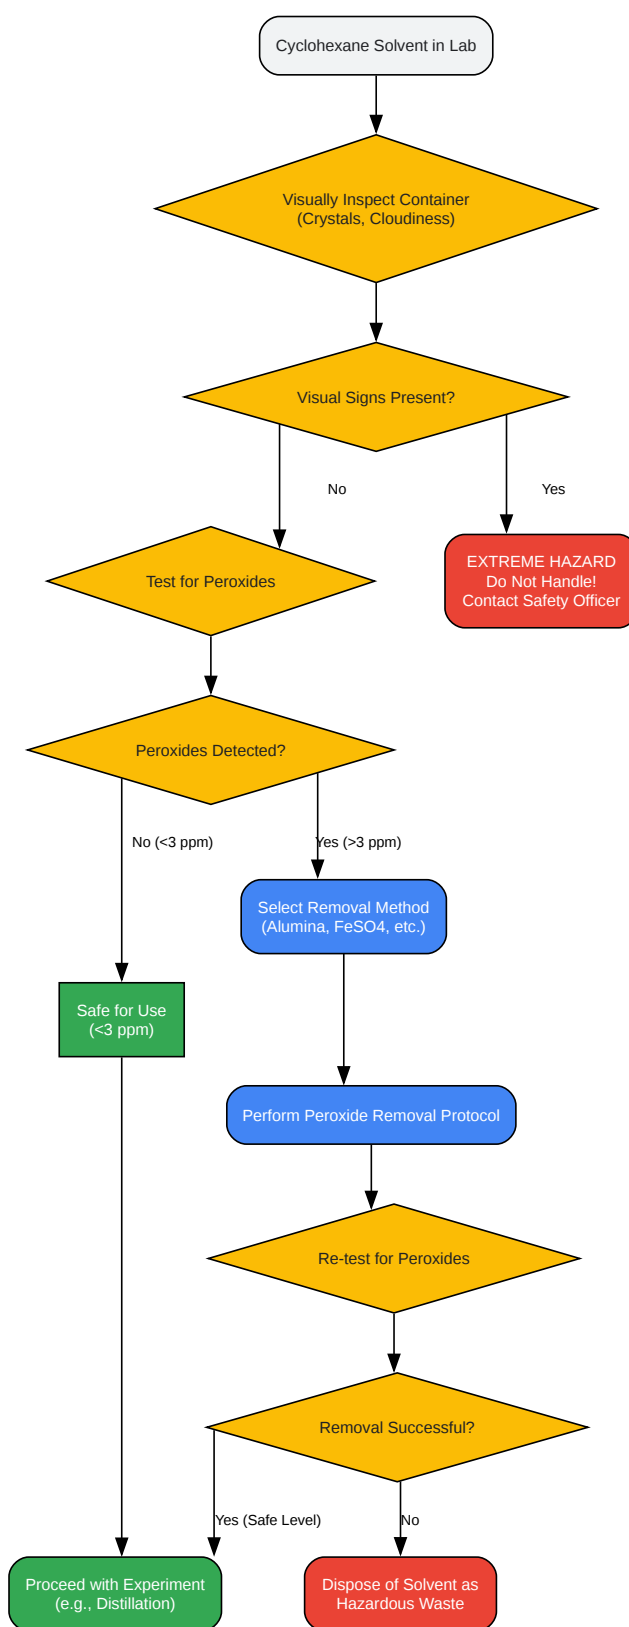 Cyclohexane Solvent in Lab
Visually Inspect Container
(Crystals, Cloudiness)
Visual Signs Present?
No
Yes
EXTREME HAZARD
Do Not Handle!
Contact Safety Officer
Test for Peroxides
Peroxides Detected?
No (<3 ppm)
Yes (>3 ppm)
Select Removal Method
(Alumina, FeSO4, etc.)
Safe for Use
(<3 ppm)
Perform Peroxide Removal Protocol
Re-test for Peroxides
Removal Successful?
Yes (Safe Level)
No
Proceed with Experiment
(e.g., Distillation)
Dispose of Solvent as
Hazardous Waste